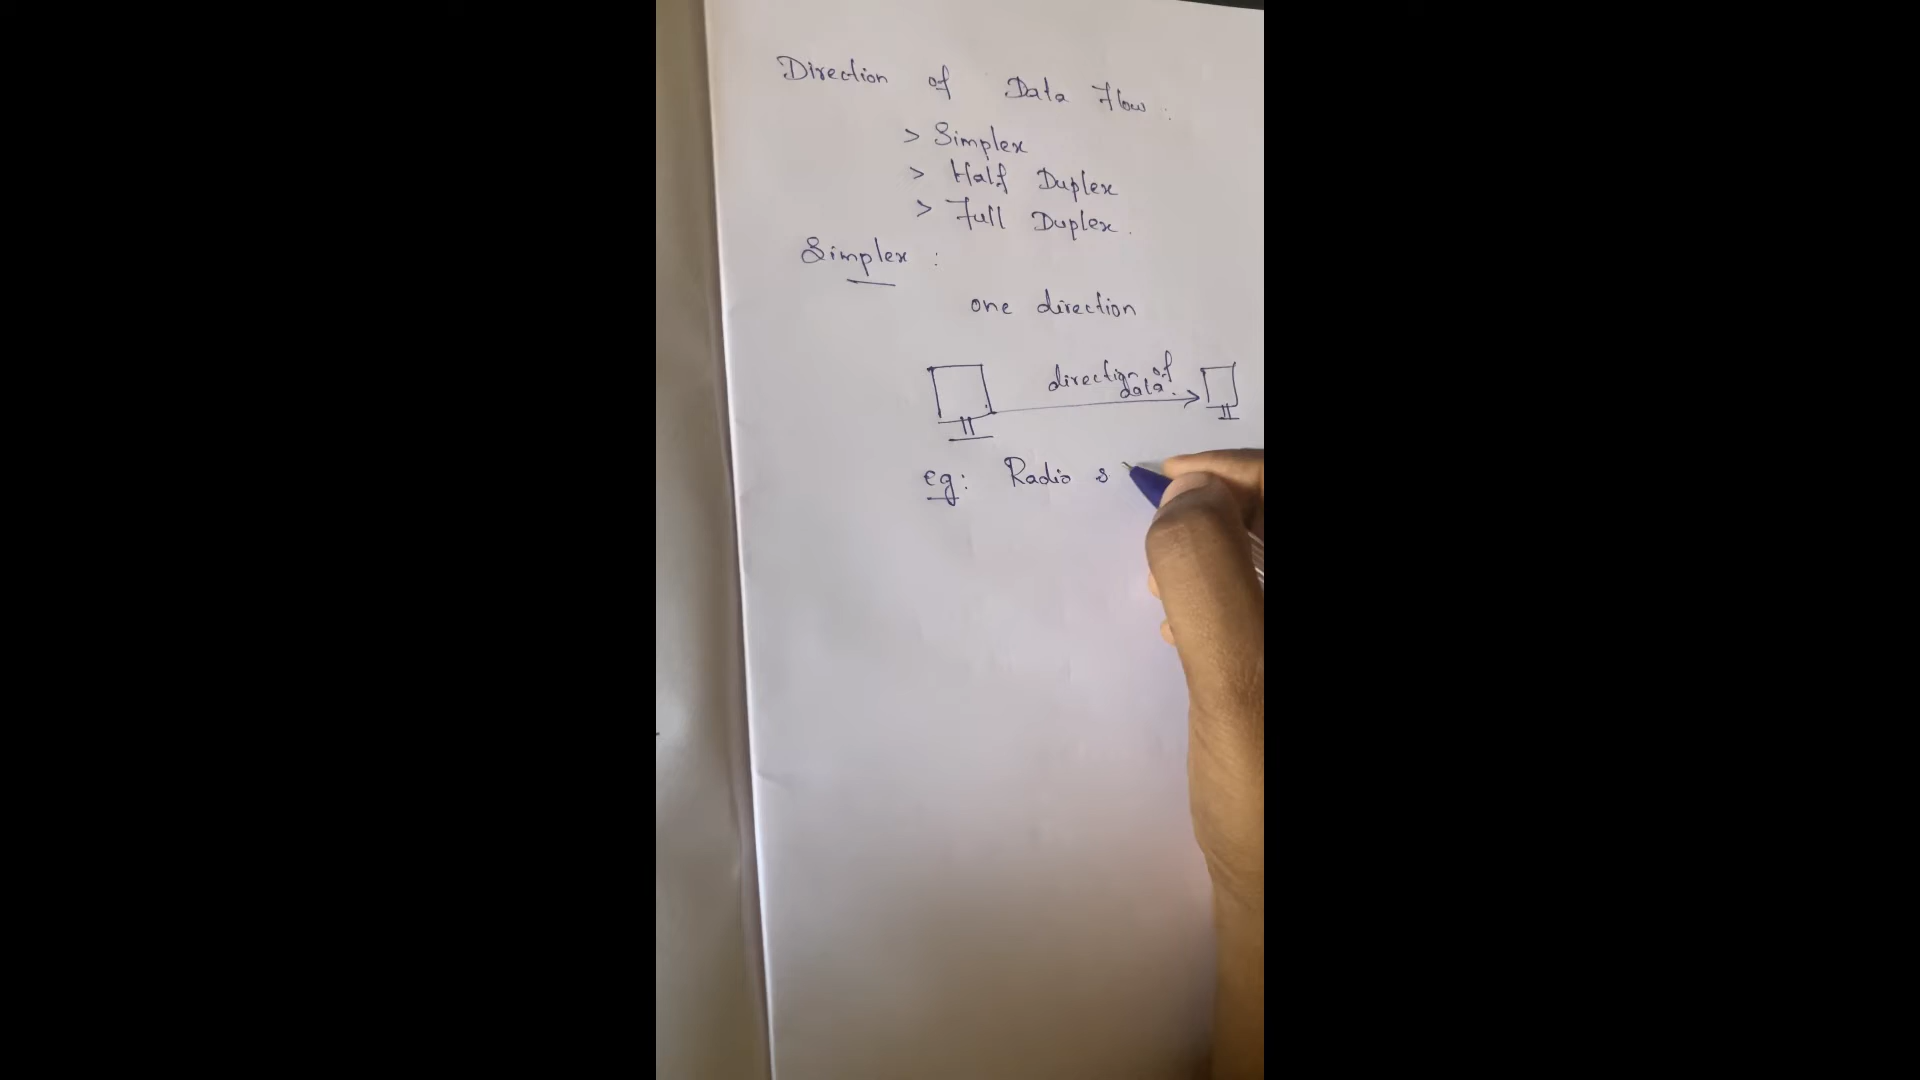 Direction of Data Flow :
> Simplex
> Half Duplex
> Full Duplex.
Simplex :
one direction
direction of
data.
eg: Radio s